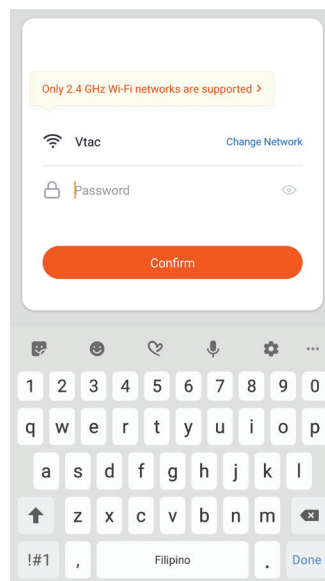 Only 2.4 GHz Wi-Fi networks are supported >
Vtac Change Network
Password
Confirm
1 2 3 4 5 6 7 8 9 0
q w e r t y u i o p
a s d f g h j k l
z x c v b n m
!#1 , Filipino . Done